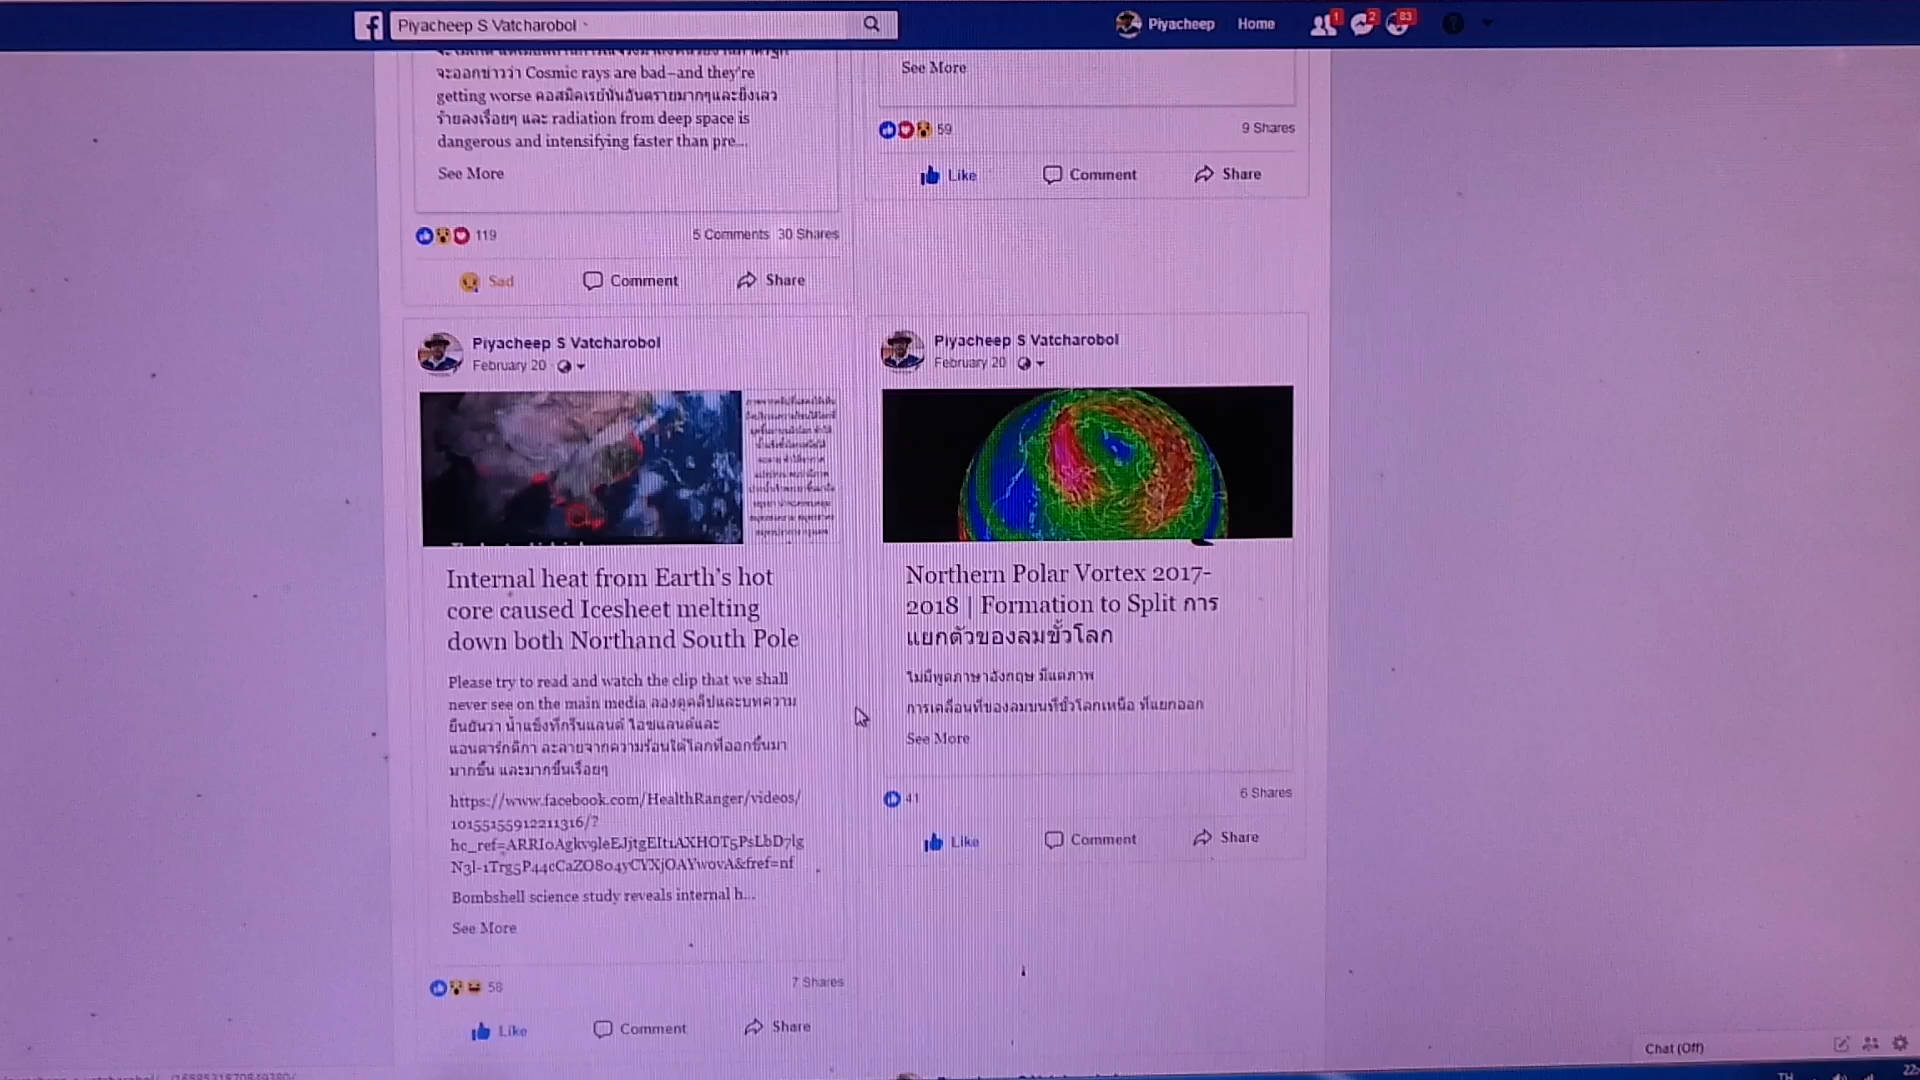 Piyacheep S Vatcharobol
Piyacheep
Home
1
2
83
จะออกข่าวว่า Cosmic rays are bad—and they're
getting worse คอสมิคเรย์นั้นอันตรายมากๆและยิ่งเลว
ร้ายลงเรื่อยๆ และ radiation from deep space is
dangerous and intensifying faster than pre...
See More
119
5 Comments 30 Shares
Sad
Comment
Share
See More
59
9 Shares
Like
Comment
Share
Piyacheep S Vatcharobol
February 20
Internal heat from Earth's hot
core caused Icesheet melting
down both Northand South Pole
Please try to read and watch the clip that we shall
never see on the main media ลองดูคลิปและบทความ
ยืนยันว่า น้ำแข็งที่กรีนแลนด์ ไอซแลนด์และ
แอนตาร์กติกา ละลายจากความร้อนใต้โลกที่ออกขึ้นมา
มากขึ้น และมากขึ้นเรื่อยๆ
https://www.facebook.com/HealthRanger/videos/
10155155912211316/?
hc_ref=ARRIoAgkv9leEJjtgEIt1AXHOT5PsLbD7lg
N3l-1Trg5P44cCaZO8o4yCYXjOAYwovA&fref=nf
Bombshell science study reveals internal h...
See More
58
7 Shares
Like
Comment
Share
Piyacheep S Vatcharobol
February 20
Northern Polar Vortex 2017-
2018 | Formation to Split การ
แยกตัวของลมขั้วโลก
ไม่มีพูดภาษาอังกฤษ มีแต่ภาพ
การเคลื่อนที่ของลมบนที่ขั้วโลกเหนือ ที่แยกออก
See More
41
6 Shares
Like
Comment
Share
Chat (Off)
TH